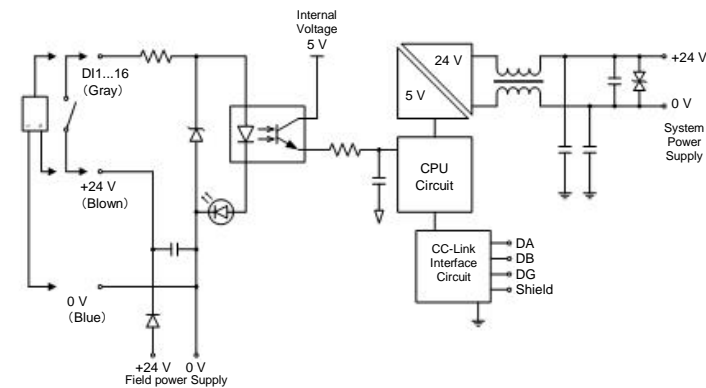 Internal
Voltage
5 V
DI1...16
（Gray）
+24 V
（Blown）
0 V
（Blue）
+24 V
0 V
Field power Supply
24 V
5 V
CPU
Circuit
CC-Link
Interface
Circuit
DA
DB
DG
Shield
+24 V
0 V
System
Power
Supply